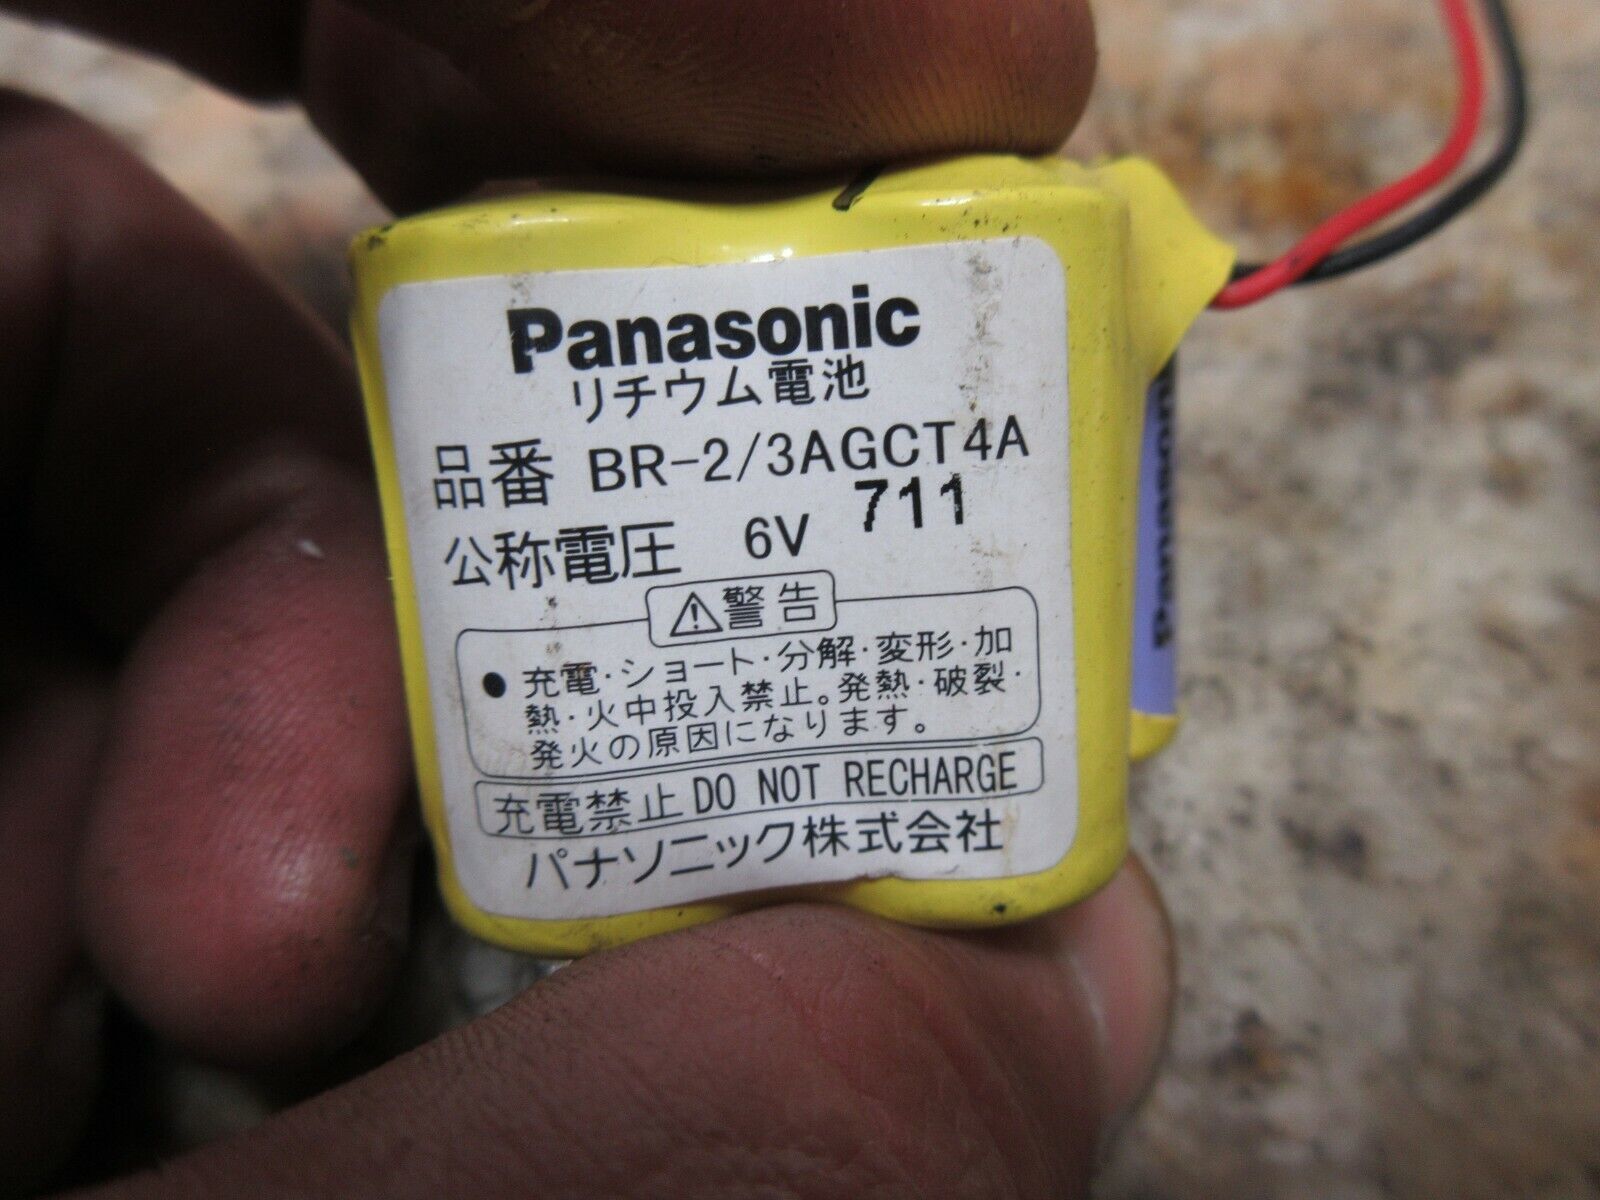 Panasonic
リチウム電池
品番 BR-2/3AGCT4A
711
公称電圧 6V
⚠警告
● 充電・ショート・分解・変形・加
熱・火中投入禁止。発熱・破裂・
発火の原因になります。
充電禁止 DO NOT RECHARGE
パナソニック株式会社
Panasonic